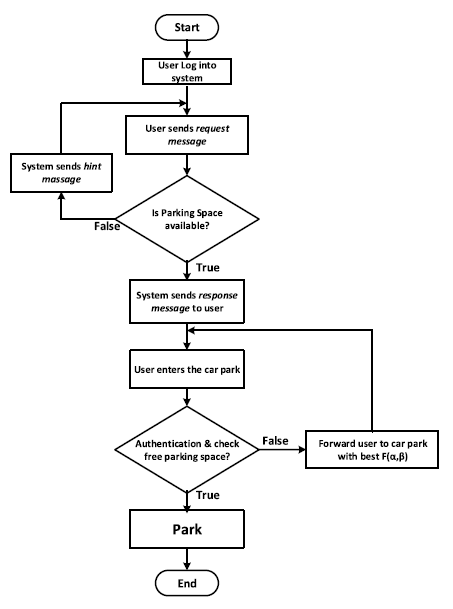 Start
User Log into
system
User sends request
message
System sends hint
massage
Is Parking Space
available?
False
True
System sends response
message to user
User enters the car park
Authentication & check
free parking space?
False
Forward user to car park
with best F(α,β)
True
Park
End